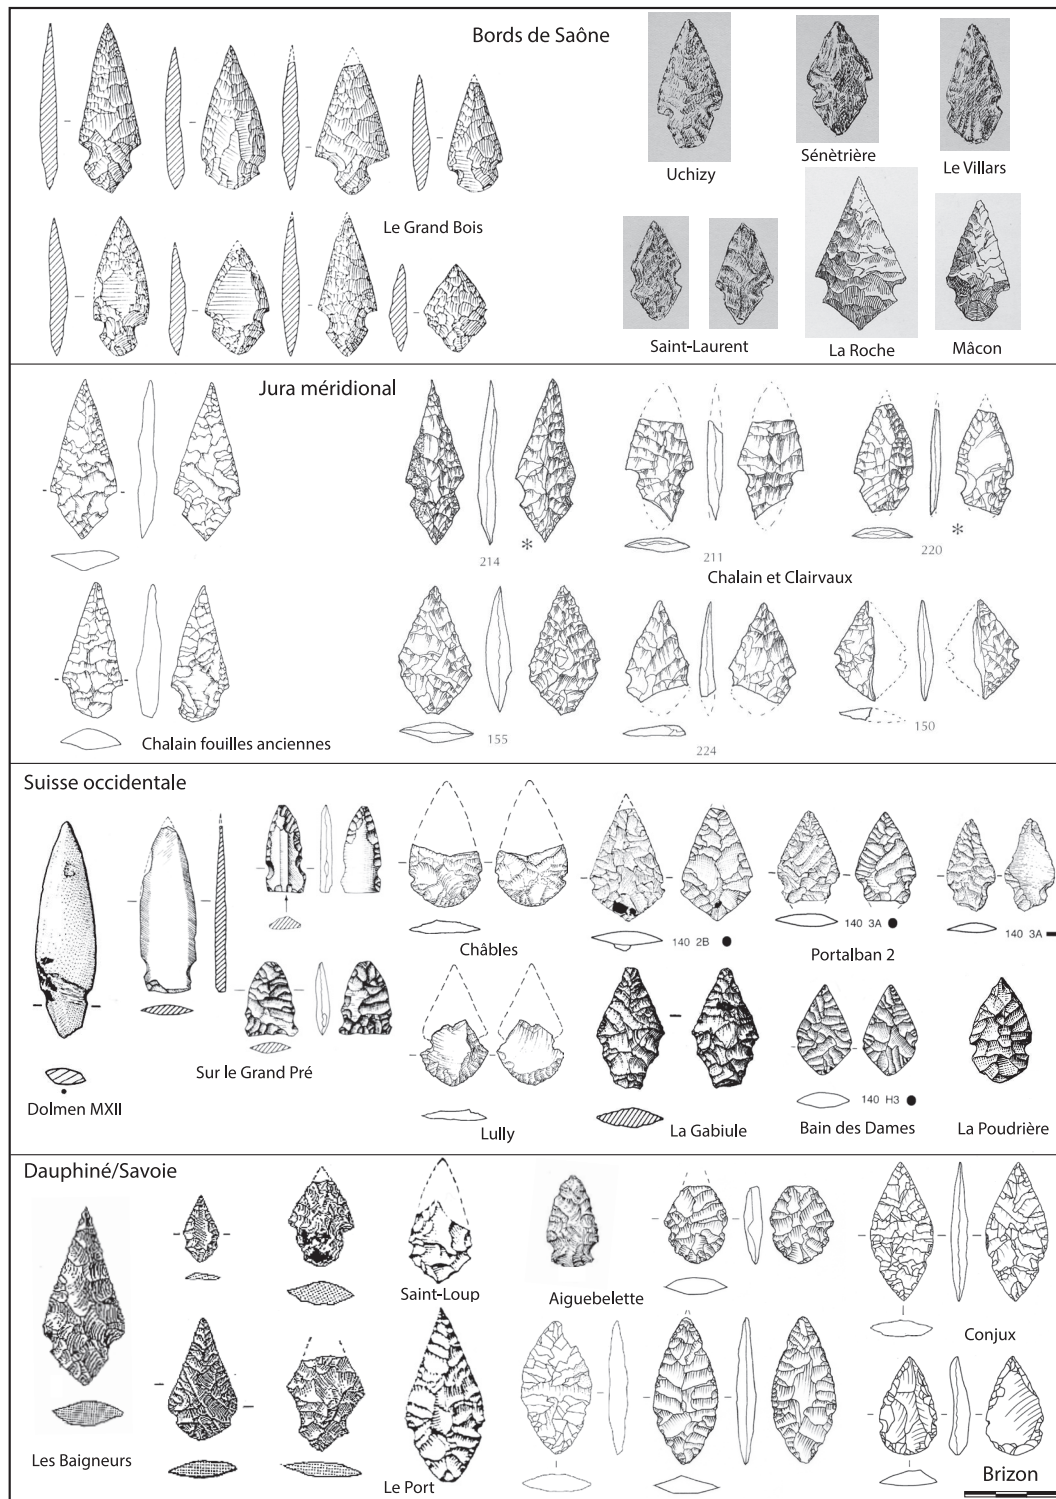 Bords de Saône
Uchizy
Sénètrière
Le Villars
Le Grand Bois
Saint-Laurent
La Roche
Mâcon
Jura méridional
214
*
211
220
*
Chalain et Clairvaux
Chalain fouilles anciennes
155
224
150
Suisse occidentale
Châbles
140 2B
140 3A
140 3A
Portalban 2
Sur le Grand Pré
Dolmen MXII
Lully
La Gabiule
140 H3
Bain des Dames
La Poudrière
Dauphiné/Savoie
Saint-Loup
Aiguebelette
Conjux
Les Baigneurs
Le Port
Brizon